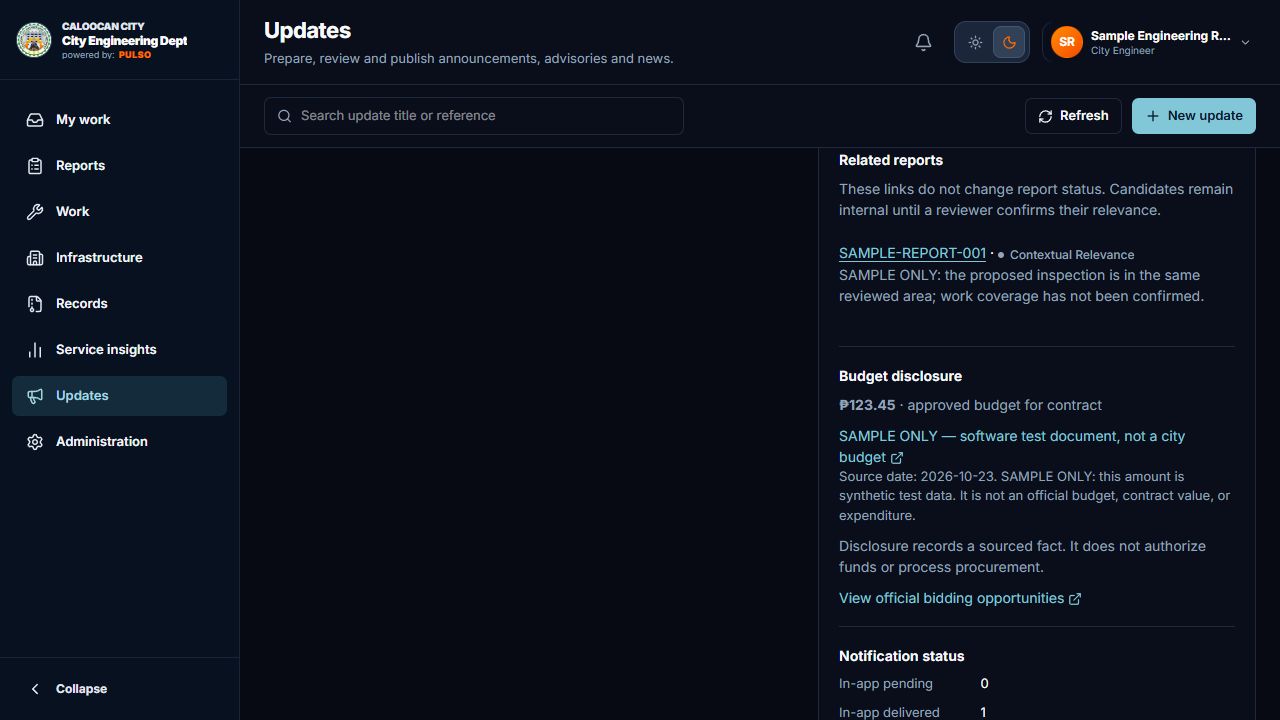 CALOOCAN CITY
City Engineering Dept
powered by: PULSO
My work
Reports
Work
Infrastructure
Records
Service insights
Updates
Administration
Collapse
Updates
Prepare, review and publish announcements, advisories and news.
SR
Sample Engineering R...
City Engineer
Search update title or reference
Refresh
New update
Related reports
These links do not change report status. Candidates remain
internal until a reviewer confirms their relevance.
SAMPLE-REPORT-001 · Contextual Relevance
SAMPLE ONLY: the proposed inspection is in the same
reviewed area; work coverage has not been confirmed.
Budget disclosure
₱123.45 · approved budget for contract
SAMPLE ONLY — software test document, not a city
budget
Source date: 2026-10-23. SAMPLE ONLY: this amount is
synthetic test data. It is not an official budget, contract value, or
expenditure.
Disclosure records a sourced fact. It does not authorize
funds or process procurement.
View official bidding opportunities
Notification status
In-app pending 0
In-app delivered 1